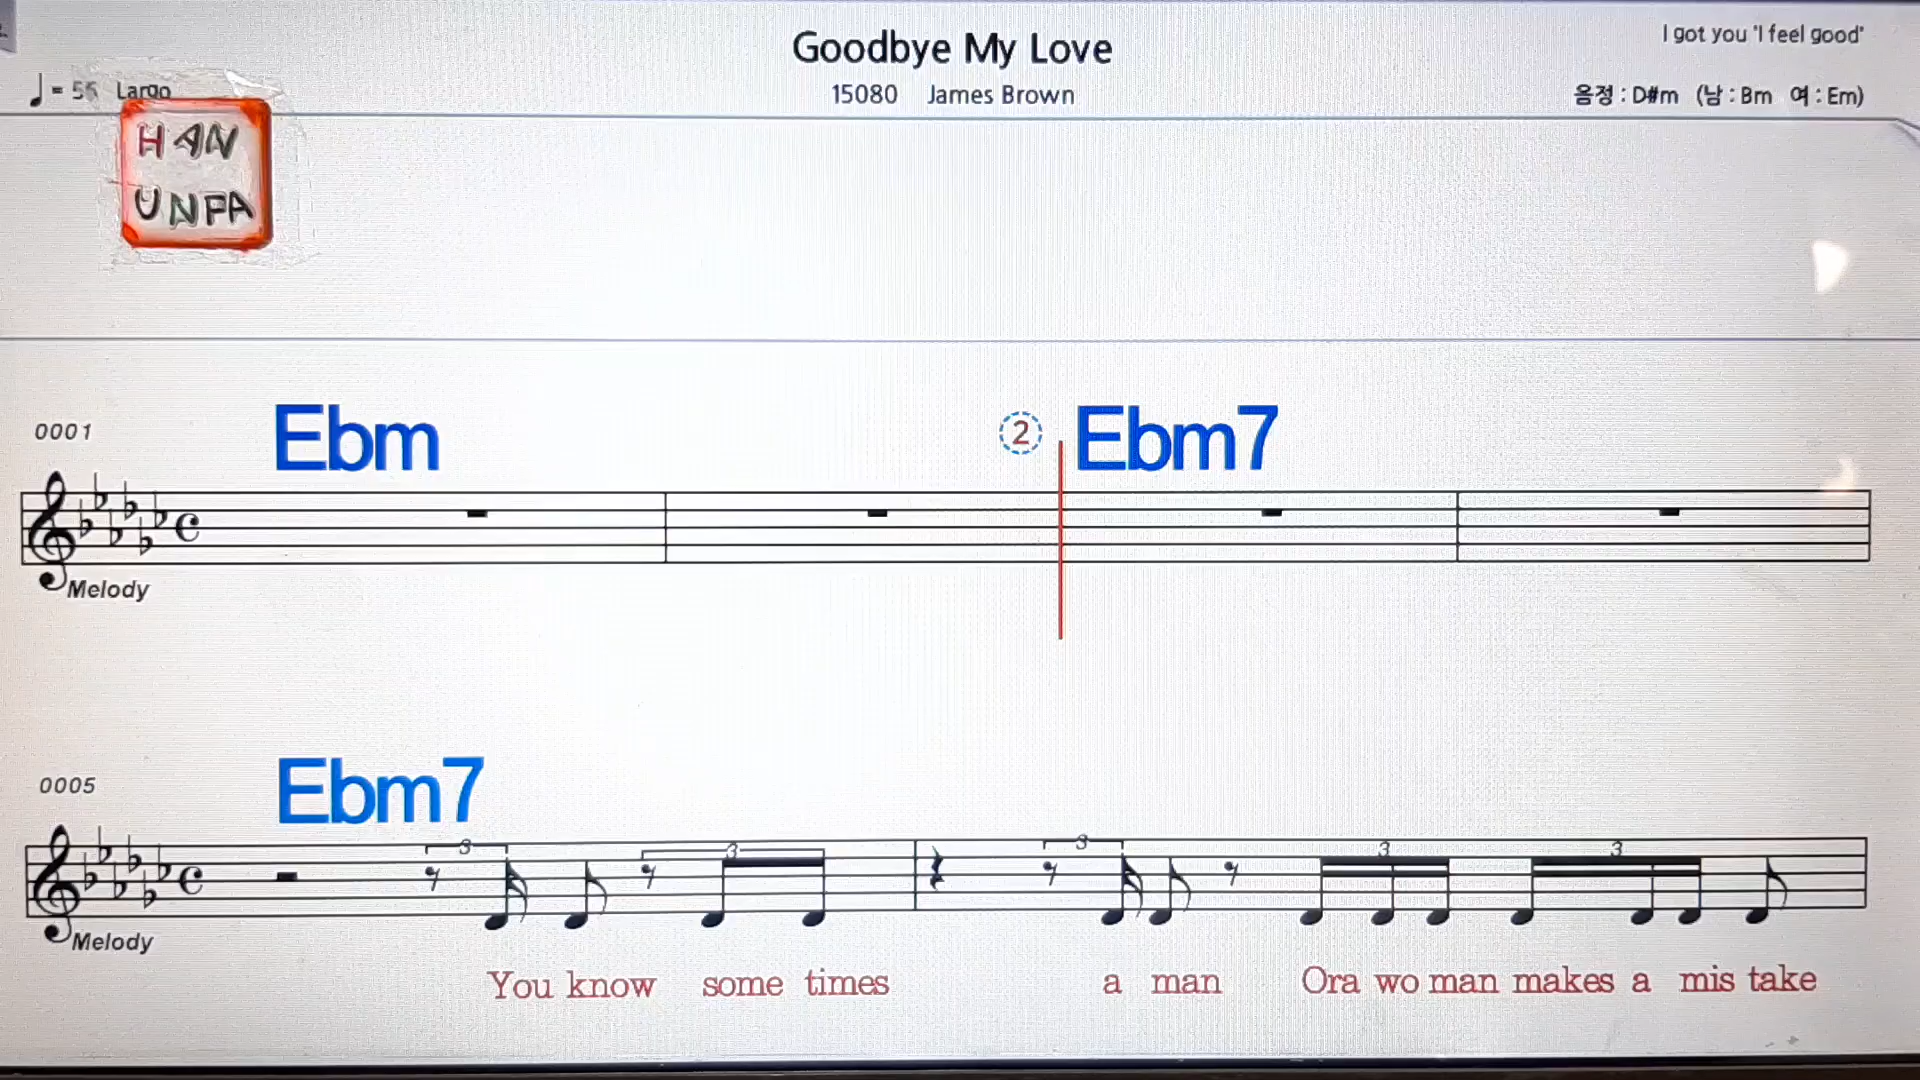 Goodbye My Love
I got you 'I feel good'
♩ = 55 Largo
15080 James Brown
음정 : D#m (남 : Bm 여 : Em)
HAN
UNPA
0001
Ebm
2
Ebm7
Melody
0005
Ebm7
3 3 3 3 3
Melody
You know some times a man Ora wo man makes a mis take